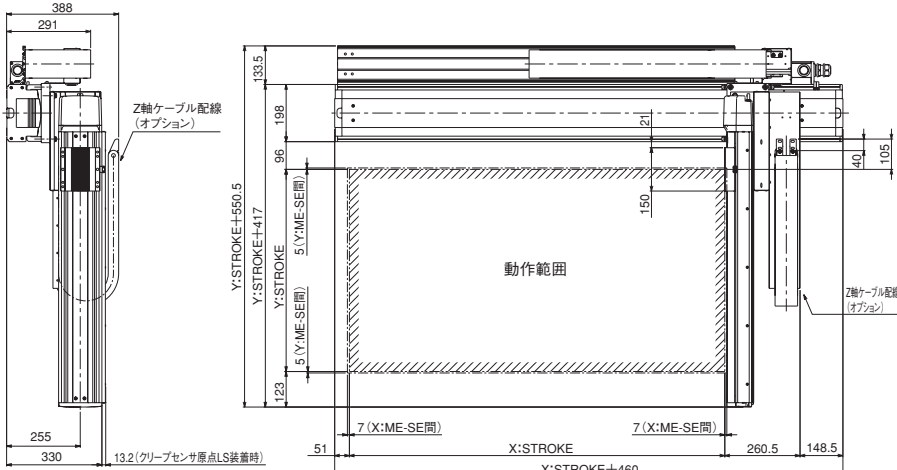 388
291
Z軸ケーブル配線
(オプション)
255
330
13.2(クリープセンサ原点LS装着時)
133.5
198
96
5(Y:ME-SE間)
Y:STROKE+550.5
Y:STROKE+417
Y:STROKE
5(Y:ME-SE間)
123
21
150
40
105
動作範囲
Z軸ケーブル配線
(オプション)
7(X:ME-SE間)
7(X:ME-SE間)
51
X:STROKE
260.5
148.5
X:STROKE+460